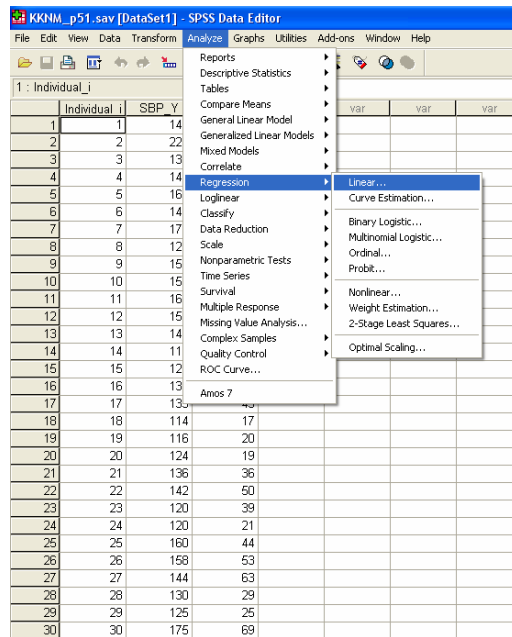 KKNM_p51.sav [DataSet1] - SPSS Data Editor
File Edit View Data Transform Analyze Graphs Utilities Add-ons Window Help
1 : Individual_i
Individual_i SBP_Y var var var
Reports
Descriptive Statistics
Tables
Compare Means
General Linear Model
Generalized Linear Models
Mixed Models
Correlate
Regression
Loglinear
Classify
Data Reduction
Scale
Nonparametric Tests
Time Series
Survival
Multiple Response
Missing Value Analysis...
Complex Samples
Quality Control
ROC Curve...
Amos 7
Linear...
Curve Estimation...
Binary Logistic...
Multinomial Logistic...
Ordinal...
Probit...
Nonlinear...
Weight Estimation...
2-Stage Least Squares...
Optimal Scaling...
1 1 14
2 2 22
3 3 13
4 4 14
5 5 16
6 6 14
7 7 17
8 8 12
9 9 15
10 10 15
11 11 16
12 12 15
13 13 14
14 14 11
15 15 12
16 16 13
17 17
18 18 114 17
19 19 116 20
20 20 124 19
21 21 136 36
22 22 142 50
23 23 120 39
24 24 120 21
25 25 160 44
26 26 158 53
27 27 144 63
28 28 130 29
29 29 125 25
30 30 175 69